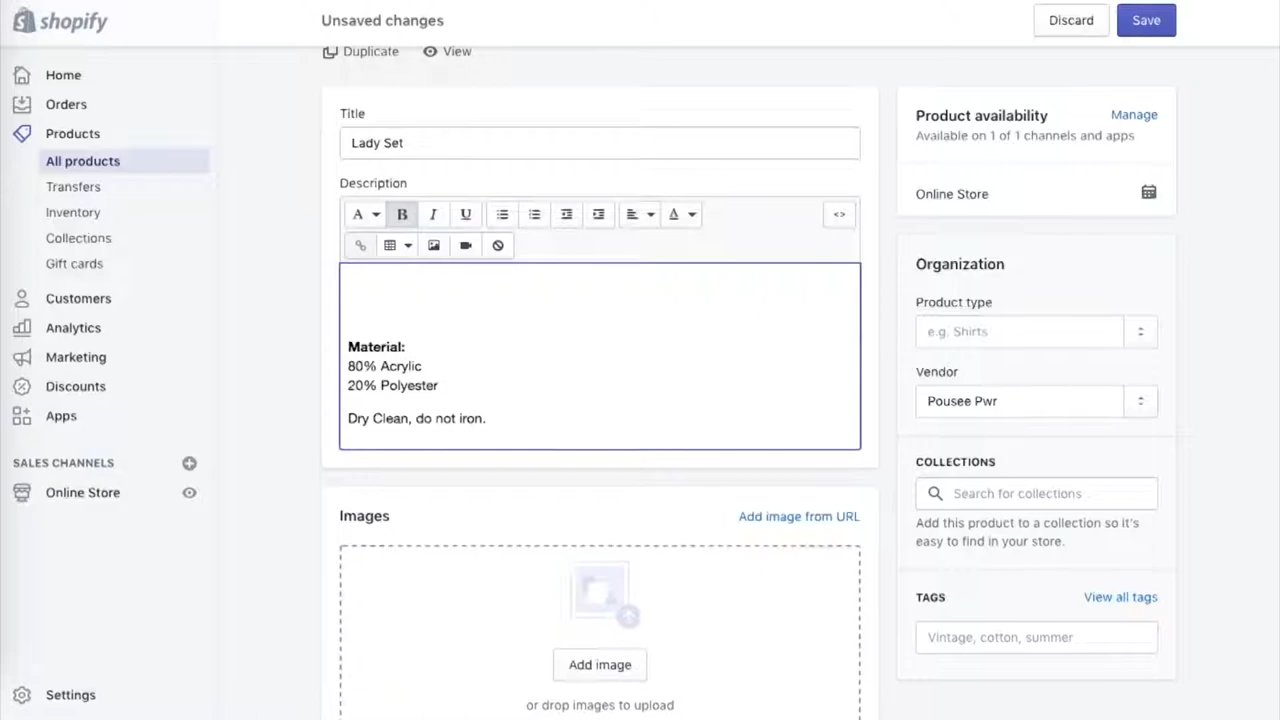 shopify
Unsaved changes
Discard
Save
Duplicate
View
Home
Orders
Products
All products
Transfers
Inventory
Collections
Gift cards
Customers
Analytics
Marketing
Discounts
Apps
SALES CHANNELS
Online Store
Settings
Title
Lady Set
Description
A
B
I
U
A
<>
Material:
80% Acrylic
20% Polyester
Dry Clean, do not iron.
Images
Add image from URL
Add image
or drop images to upload
Product availability
Manage
Available on 1 of 1 channels and apps
Online Store
Organization
Product type
e.g. Shirts
Vendor
Pousee Pwr
COLLECTIONS
Search for collections
Add this product to a collection so it's
easy to find in your store.
TAGS
View all tags
Vintage, cotton, summer